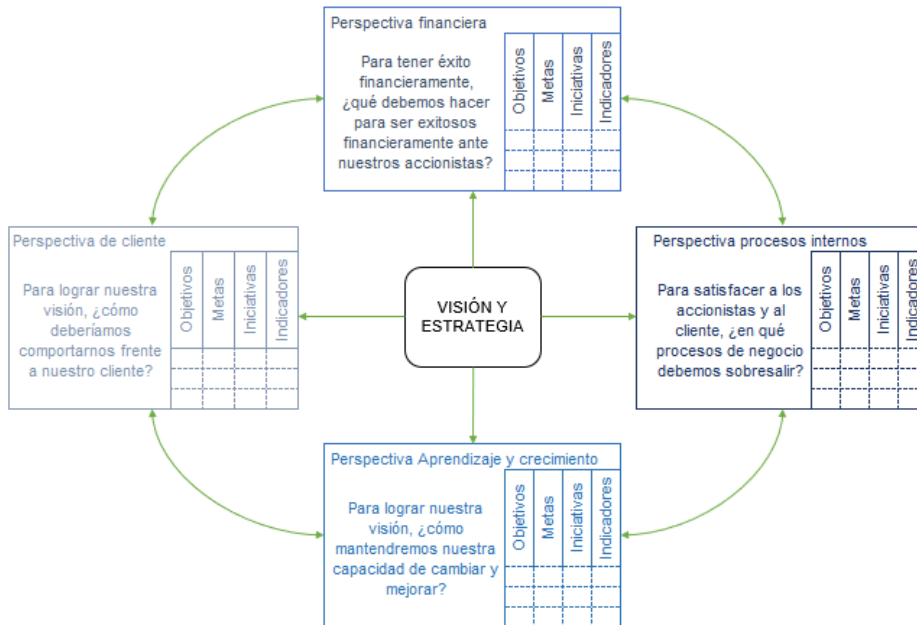 Perspectiva financiera
Para tener éxito
financieramente,
¿qué debemos hacer
para ser exitosos
financieramente ante
nuestros accionistas?
Objetivos
Metas
Iniciativas
Indicadores
Perspectiva de cliente
Para lograr nuestra
visión, ¿cómo
deberíamos
comportarnos frente
a nuestro cliente?
Objetivos
Metas
Iniciativas
Indicadores
VISIÓN Y
ESTRATEGIA
Perspectiva procesos internos
Para satisfacer a los
accionistas y al
cliente, ¿en qué
procesos de negocio
debemos sobresalir?
Objetivos
Metas
Iniciativas
Indicadores
Perspectiva Aprendizaje y crecimiento
Para lograr nuestra
visión, ¿cómo
mantendremos nuestra
capacidad de cambiar y
mejorar?
Objetivos
Metas
Iniciativas
Indicadores